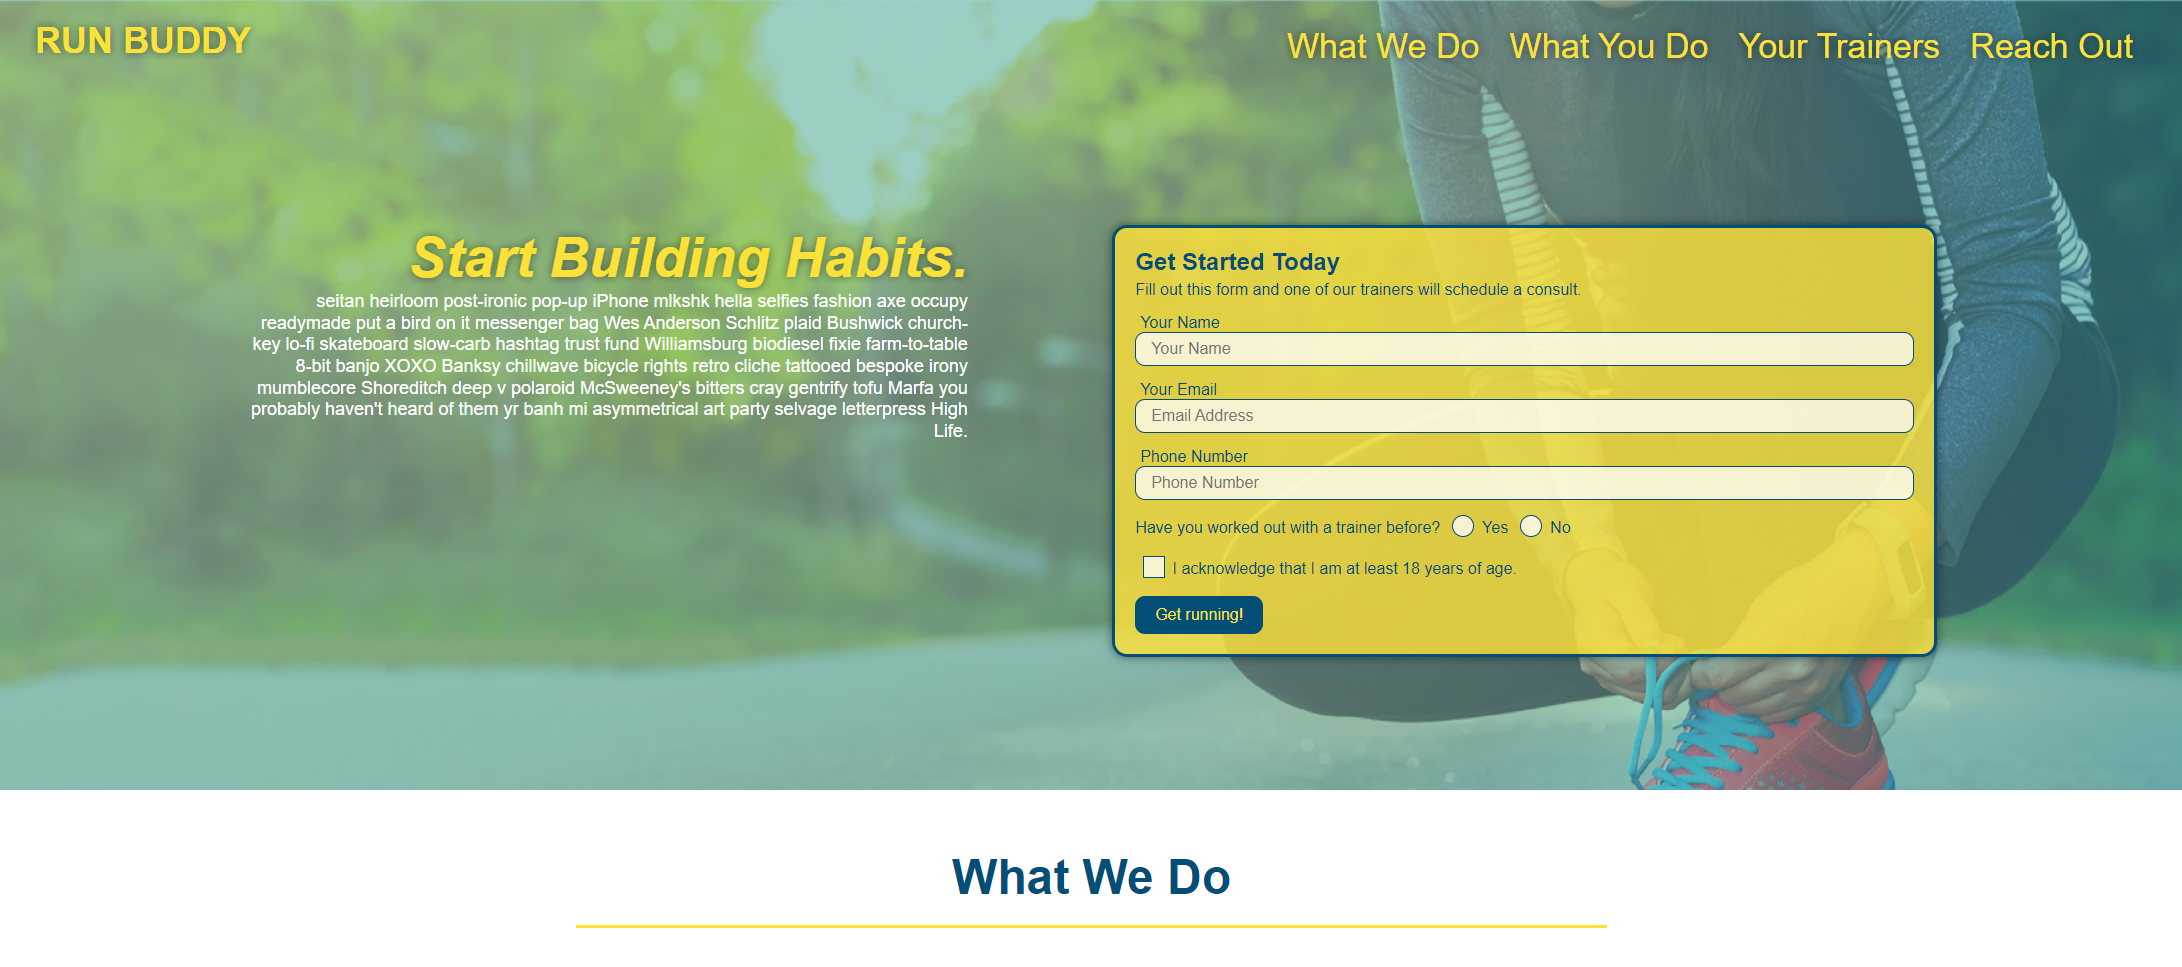 RUN BUDDY
What We Do What You Do Your Trainers Reach Out
Start Building Habits.
seitan heirloom post-ironic pop-up iPhone mlkshk hella selfies fashion axe occupy
readymade put a bird on it messenger bag Wes Anderson Schlitz plaid Bushwick church-
key lo-fi skateboard slow-carb hashtag trust fund Williamsburg biodiesel fixie farm-to-table
8-bit banjo XOXO Banksy chillwave bicycle rights retro cliche tattooed bespoke irony
mumblecore Shoreditch deep v polaroid McSweeney's bitters cray gentrify tofu Marfa you
probably haven't heard of them yr banh mi asymmetrical art party selvage letterpress High
Life.
Get Started Today
Fill out this form and one of our trainers will schedule a consult.
Your Name
Your Name
Your Email
Email Address
Phone Number
Phone Number
Have you worked out with a trainer before? Yes No
I acknowledge that I am at least 18 years of age.
Get running!
What We Do